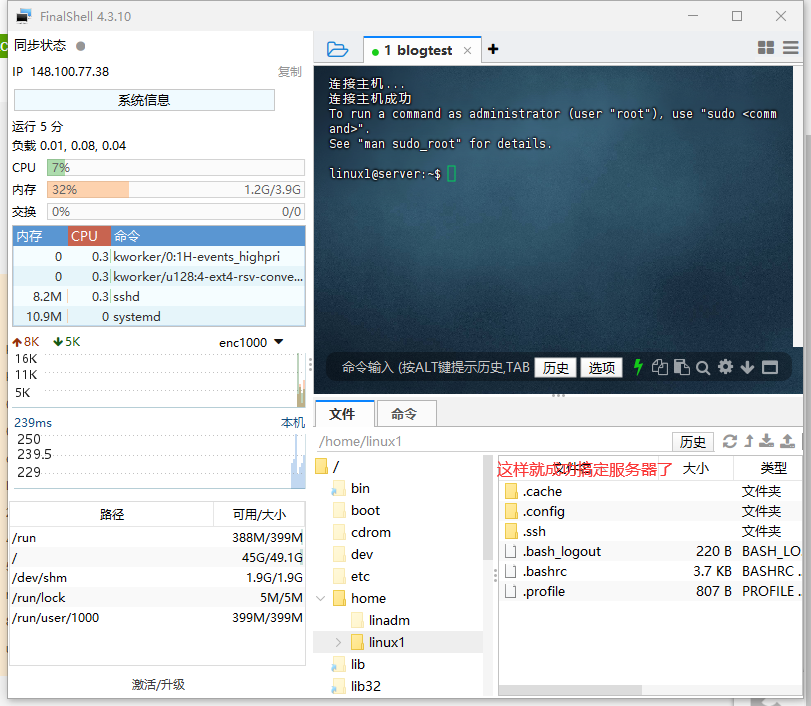 FinalShell 4.3.10
同步状态
IP 148.100.77.38 复制
系统信息
运行 5 分
负载 0.01, 0.08, 0.04
CPU 7%
内存 32% 1.2G/3.9G
交换 0% 0/0
内存 CPU 命令
0 0.3 kworker/0:1H-events_highpri
0 0.3 kworker/u128:4-ext4-rsv-conve...
8.2M 0.3 sshd
10.9M 0 systemd
8K 5K enc1000
16K
11K
5K
239ms 本机
250
239.5
229
路径 可用/大小
/run 388M/399M
/ 45G/49.1G
/dev/shm 1.9G/1.9G
/run/lock 5M/5M
/run/user/1000 399M/399M
激活/升级
1 blogtest
连接主机...
连接主机成功
To run a command as administrator (user "root"), use "sudo <comm
and>".
See "man sudo_root" for details.
linux1@server:~$
命令输入 (按ALT键提示历史,TAB 历史 选项
文件 命令
/home/linux1 历史
/
bin
boot
cdrom
dev
etc
home
linadm
linux1
lib
lib32
这样就成功搞定服务器了
大小 类型
.cache 文件夹
.config 文件夹
.ssh 文件夹
.bash_logout 220 B BASH_LO
.bashrc 3.7 KB BASHRC .
.profile 807 B PROFILE .